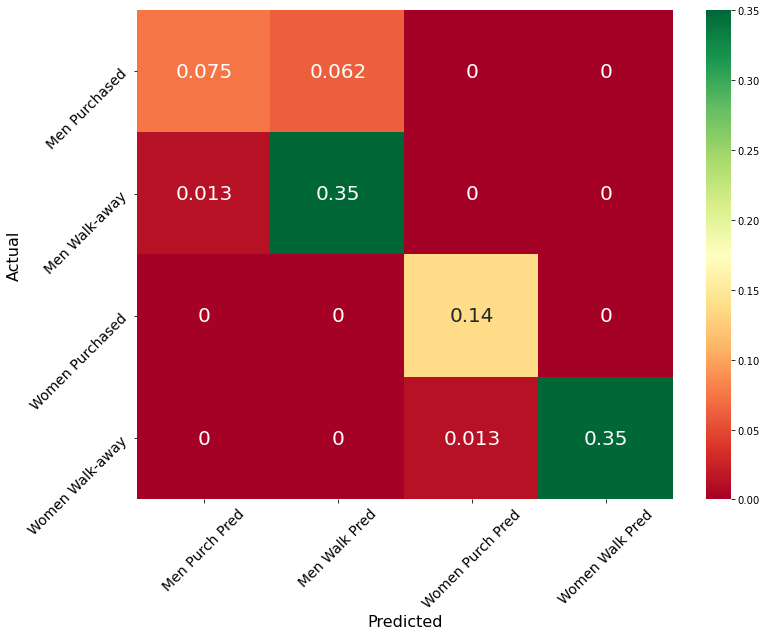 Men Purchased 0.075 0.062 0 0
Men Walk-away 0.013 0.35 0 0
Women Purchased 0 0 0.14 0
Women Walk-away 0 0 0.013 0.35
Men Purch Pred Men Walk Pred Women Purch Pred Women Walk Pred
Actual
Predicted
0.35
0.30
0.25
0.20
0.15
0.10
0.05
0.00